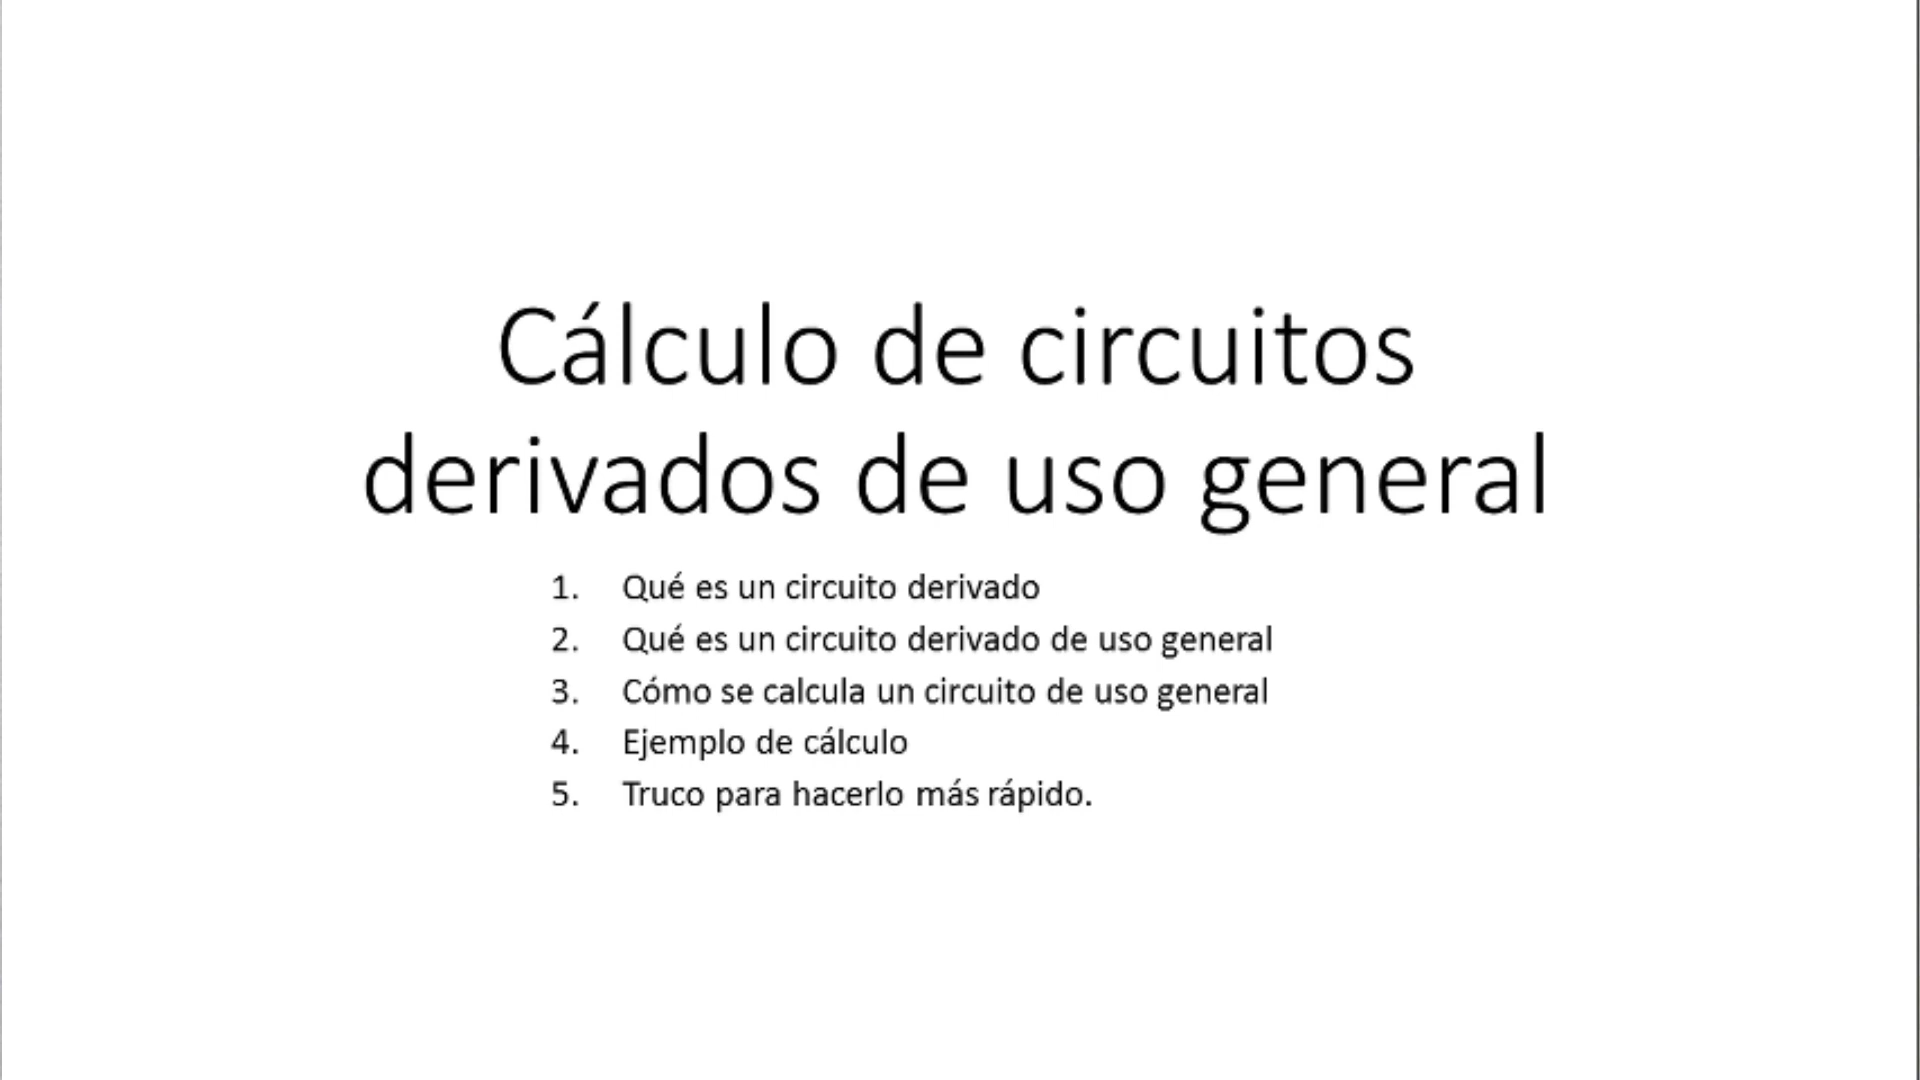 Cálculo de circuitos
derivados de uso general
1. Qué es un circuito derivado
2. Qué es un circuito derivado de uso general
3. Cómo se calcula un circuito de uso general
4. Ejemplo de cálculo
5. Truco para hacerlo más rápido.